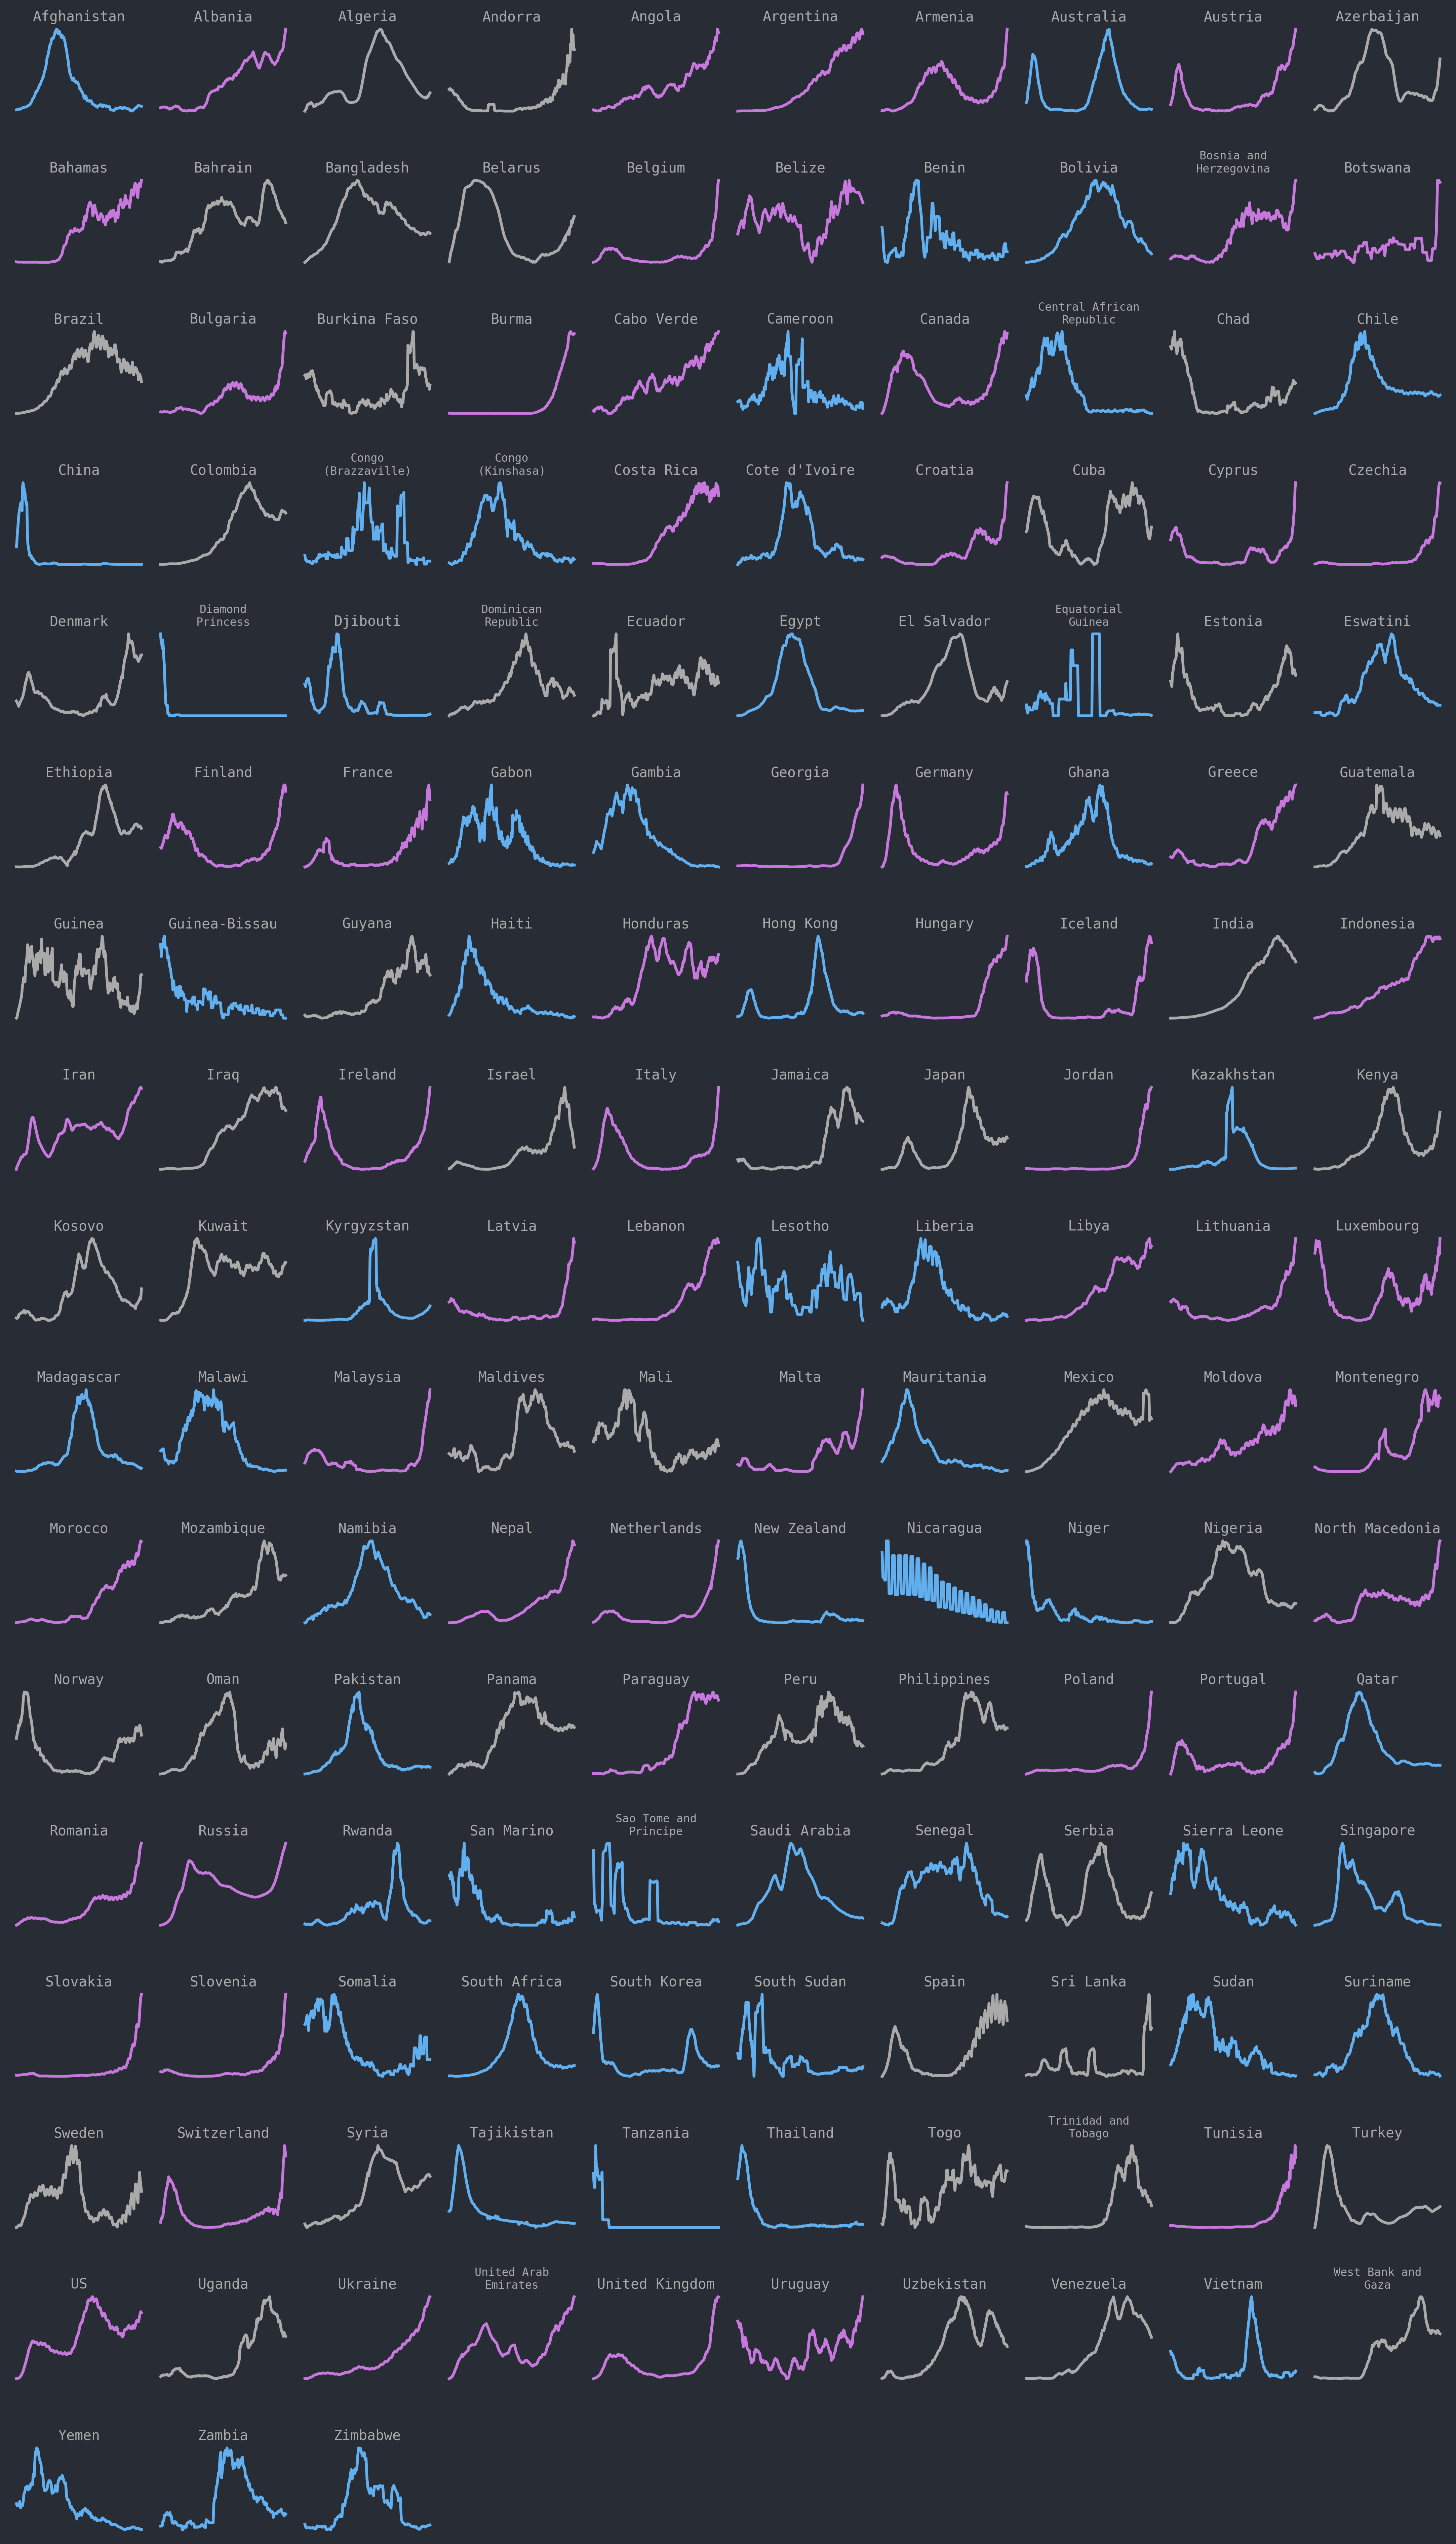 Afghanistan
Albania
Algeria
Andorra
Angola
Argentina
Armenia
Australia
Austria
Azerbaijan
Bahamas
Bahrain
Bangladesh
Belarus
Belgium
Belize
Benin
Bolivia
Bosnia and
Herzegovina
Botswana
Brazil
Bulgaria
Burkina Faso
Burma
Cabo Verde
Cameroon
Canada
Central African
Republic
Chad
Chile
China
Colombia
Congo
(Brazzaville)
Congo
(Kinshasa)
Costa Rica
Cote d'Ivoire
Croatia
Cuba
Cyprus
Czechia
Denmark
Diamond
Princess
Djibouti
Dominican
Republic
Ecuador
Egypt
El Salvador
Equatorial
Guinea
Estonia
Eswatini
Ethiopia
Finland
France
Gabon
Gambia
Georgia
Germany
Ghana
Greece
Guatemala
Guinea
Guinea-Bissau
Guyana
Haiti
Honduras
Hong Kong
Hungary
Iceland
India
Indonesia
Iran
Iraq
Ireland
Israel
Italy
Jamaica
Japan
Jordan
Kazakhstan
Kenya
Kosovo
Kuwait
Kyrgyzstan
Latvia
Lebanon
Lesotho
Liberia
Libya
Lithuania
Luxembourg
Madagascar
Malawi
Malaysia
Maldives
Mali
Malta
Mauritania
Mexico
Moldova
Montenegro
Morocco
Mozambique
Namibia
Nepal
Netherlands
New Zealand
Nicaragua
Niger
Nigeria
North Macedonia
Norway
Oman
Pakistan
Panama
Paraguay
Peru
Philippines
Poland
Portugal
Qatar
Romania
Russia
Rwanda
San Marino
Sao Tome and
Principe
Saudi Arabia
Senegal
Serbia
Sierra Leone
Singapore
Slovakia
Slovenia
Somalia
South Africa
South Korea
South Sudan
Spain
Sri Lanka
Sudan
Suriname
Sweden
Switzerland
Syria
Tajikistan
Tanzania
Thailand
Togo
Trinidad and
Tobago
Tunisia
Turkey
US
Uganda
Ukraine
United Arab
Emirates
United Kingdom
Uruguay
Uzbekistan
Venezuela
Vietnam
West Bank and
Gaza
Yemen
Zambia
Zimbabwe